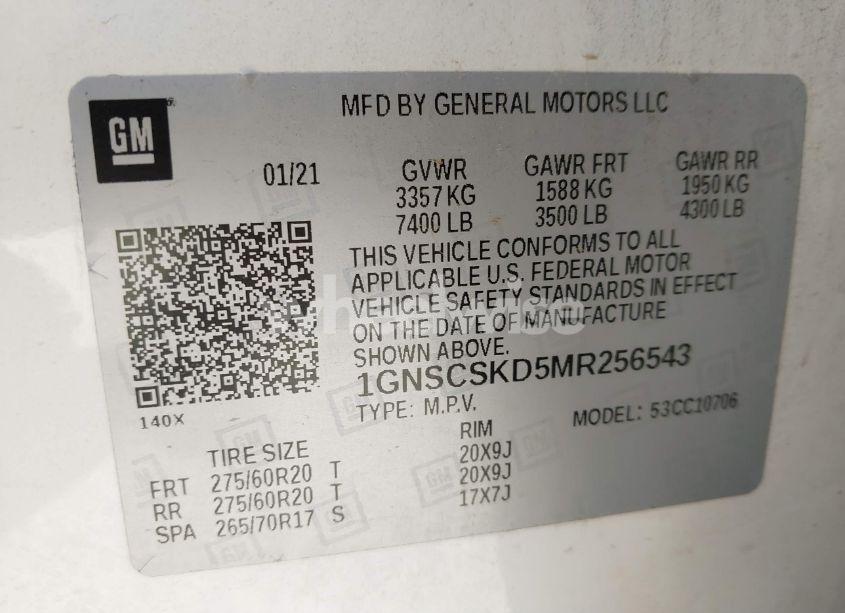 GM
MFD BY GENERAL MOTORS LLC
01/21
GVWR GAWR FRT GAWR RR
3357 KG 1588 KG 1950 KG
7400 LB 3500 LB 4300 LB
THIS VEHICLE CONFORMS TO ALL
APPLICABLE U.S. FEDERAL MOTOR
VEHICLE SAFETY STANDARDS IN EFFECT
ON THE DATE OF MANUFACTURE
SHOWN ABOVE.
1GNSCSKD5MR256543
TYPE: M.P.V. MODEL: 53CC10706
140X
TIRE SIZE RIM
FRT 275/60R20 T 20X9J
RR 275/60R20 T 20X9J
SPA 265/70R17 S 17X7J